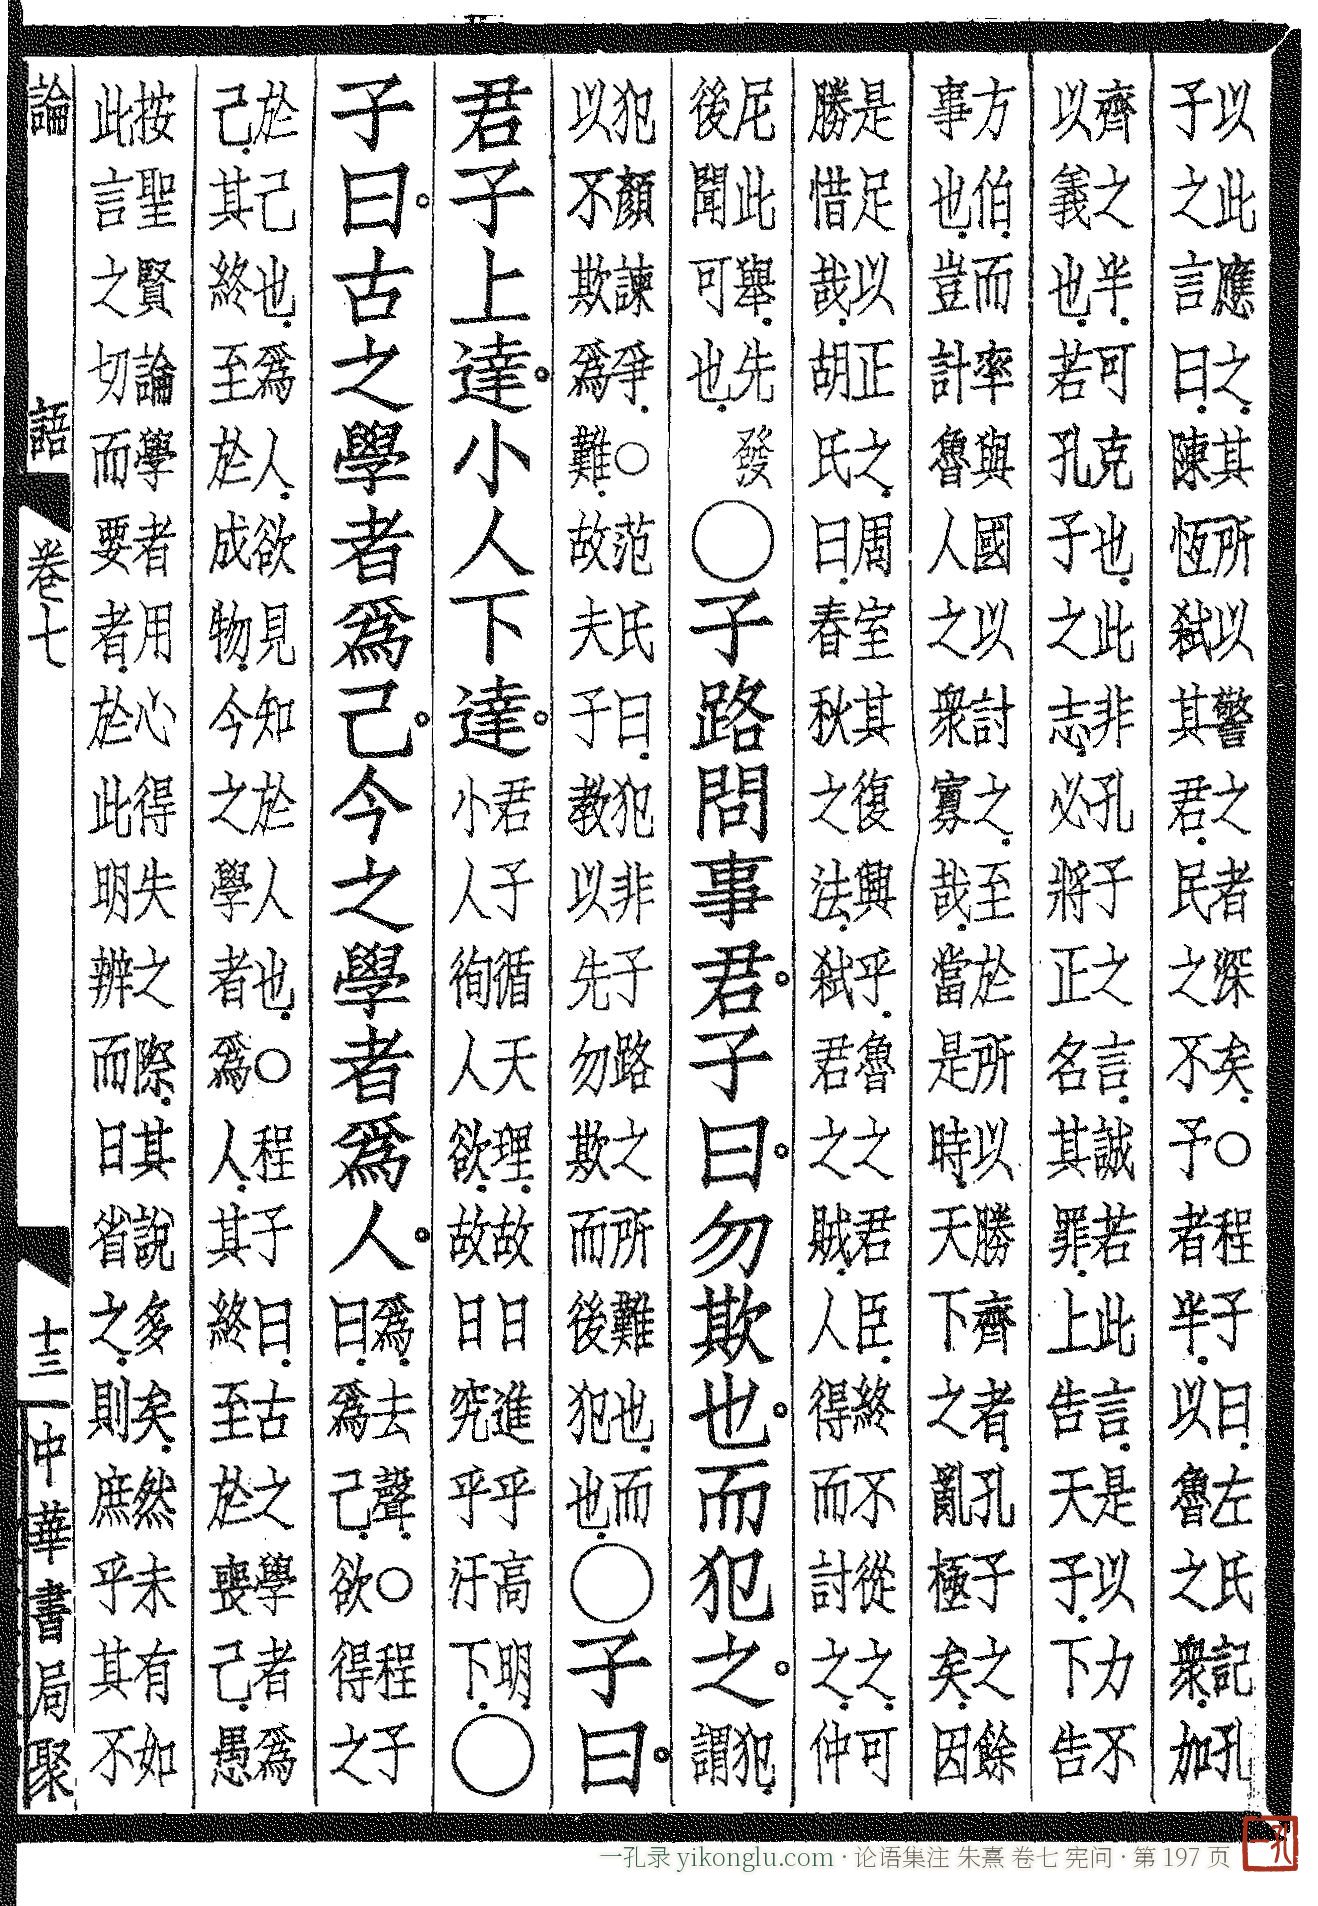 以此應之。其所以警之者深矣。○程子曰。左氏記孔
子之言曰。陳恆弑其君。民之不予者半。以魯之衆。加
齊之半。可克也。此非孔子之言。誠若此言。是以力不
以義也。若孔子之志。必將正名其罪。上告天子。下告
方伯。而率與國以討之。至於所以勝齊者。孔子之餘
事也。豈計魯人之衆寡哉。當是時。天下之亂極矣。因
是足以正之。周室其復興乎。魯之君臣。終不從之。可
勝惜哉。胡氏曰。春秋之法。弑君之賊。人得而討之。仲
尼此舉。先發
後聞可也。
○子路問事君。子曰。勿欺也。而犯之。
犯。
謂
犯顏諫爭。○范氏曰。犯非子路之所難也。而
以不欺爲難。故夫子教以先勿欺而後犯也。
○子曰。
君子上達。小人下達。
君子循天理。故日進乎高明。
小人徇人欲。故日究乎汙下。
○
子曰。古之學者爲己。今之學者爲人。
爲。去聲。○程子
曰。爲己。欲得之
於己也。爲人。欲見知於人也。○程子曰。古之學者爲
己。其終至於成物。今之學者爲人。其終至於喪己。愚
按聖賢論學者用心得失之際。其說多矣。然未有如
此言之切而要者。於此明辨而日省之。則庶乎其不
論語
卷七
十三
中華書局聚
一孔录 yikonglu.com · 论语集注 朱熹 卷七 宪问 · 第 197 页
一孔